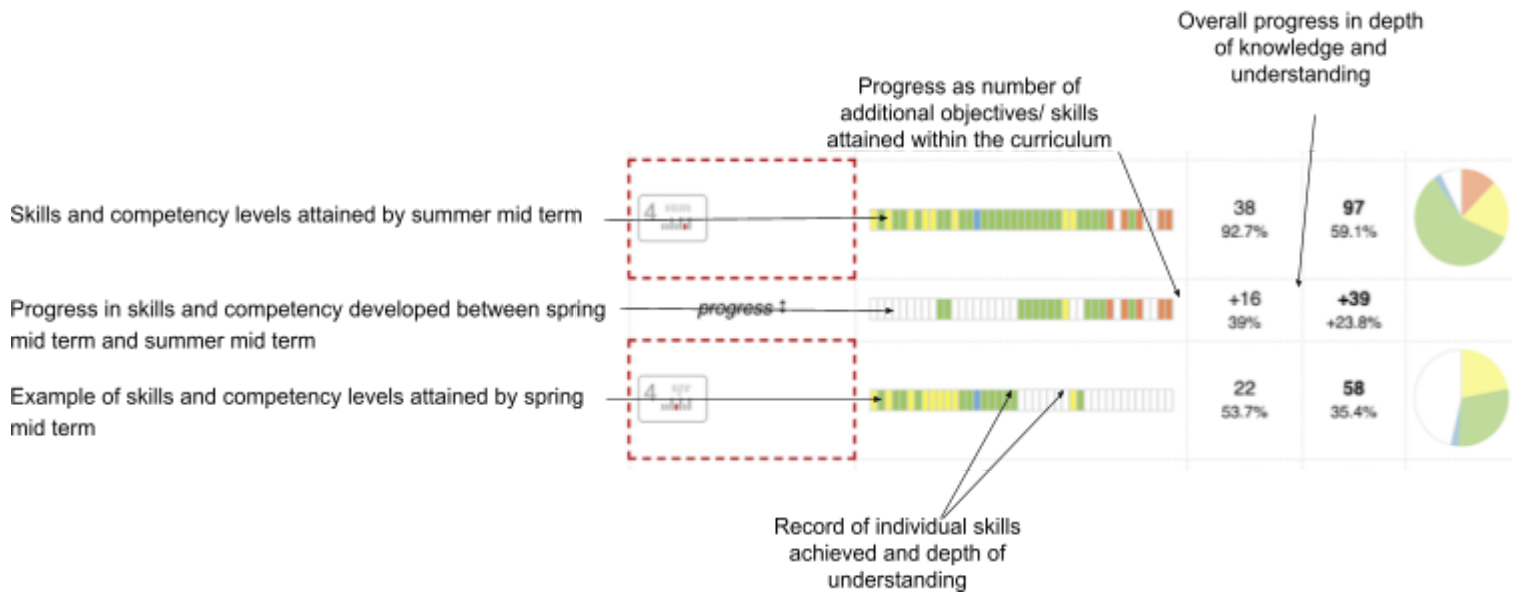 Overall progress in depth
of knowledge and
understanding
Progress as number of
additional objectives/ skills
attained within the curriculum
Skills and competency levels attained by summer mid term
4 sum
38
92.7%
97
59.1%
Progress in skills and competency developed between spring
mid term and summer mid term
progress ‡
+16
39%
+39
+23.8%
Example of skills and competency levels attained by spring
mid term
4 spr
22
53.7%
58
35.4%
Record of individual skills
achieved and depth of
understanding